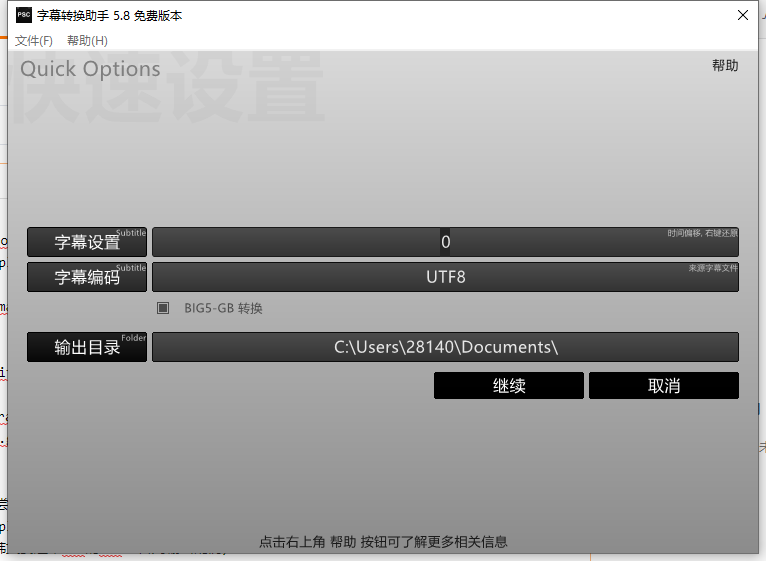 PSC 字幕转换助手 5.8 免费版本
文件(F) 帮助(H)
快速设置
Quick Options
帮助
字幕设置 Subtitle
0
时间偏移, 右键还原
字幕编码 Subtitle
UTF8
来源字幕文件
BIG5-GB 转换
输出目录 Folder
C:\Users\28140\Documents\
继续 取消
点击右上角 帮助 按钮可了解更多相关信息